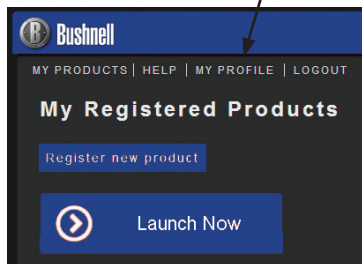 B Bushnell
MY PRODUCTS | HELP | MY PROFILE | LOGOUT
My Registered Products
Register new product
Launch Now